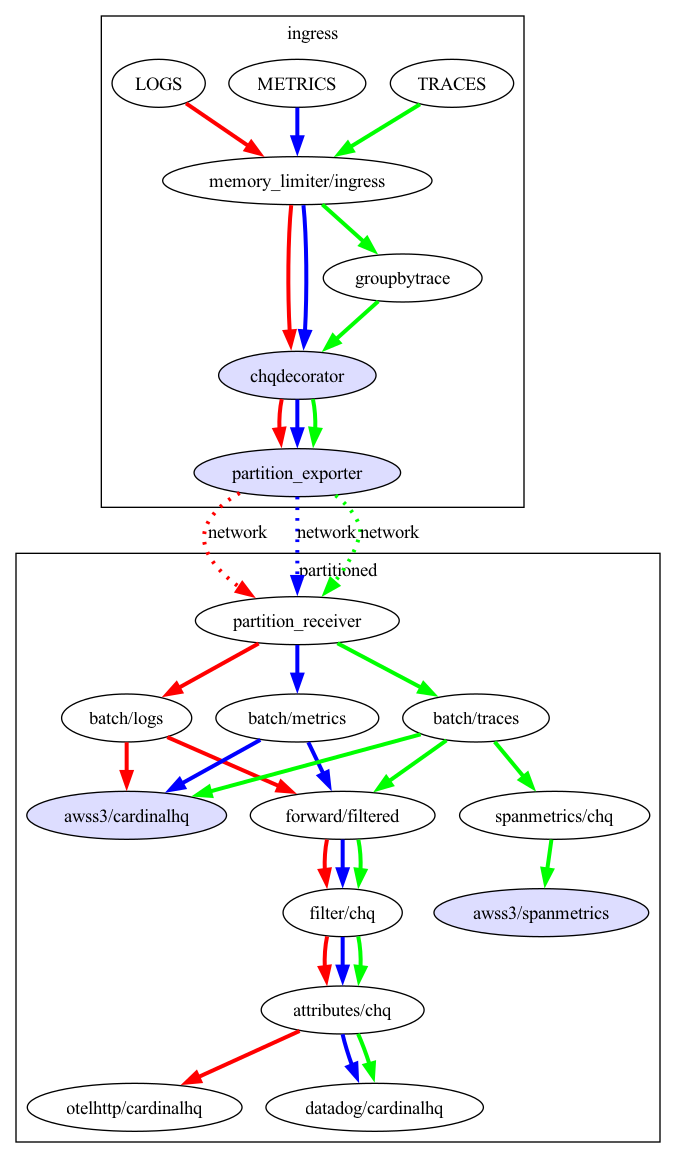 ingress
LOGS
METRICS
TRACES
memory_limiter/ingress
groupbytrace
chqdecorator
partition_exporter
network
network
network
partitioned
partition_receiver
batch/logs
batch/metrics
batch/traces
awss3/cardinalhq
forward/filtered
spanmetrics/chq
filter/chq
awss3/spanmetrics
attributes/chq
otelhttp/cardinalhq
datadog/cardinalhq